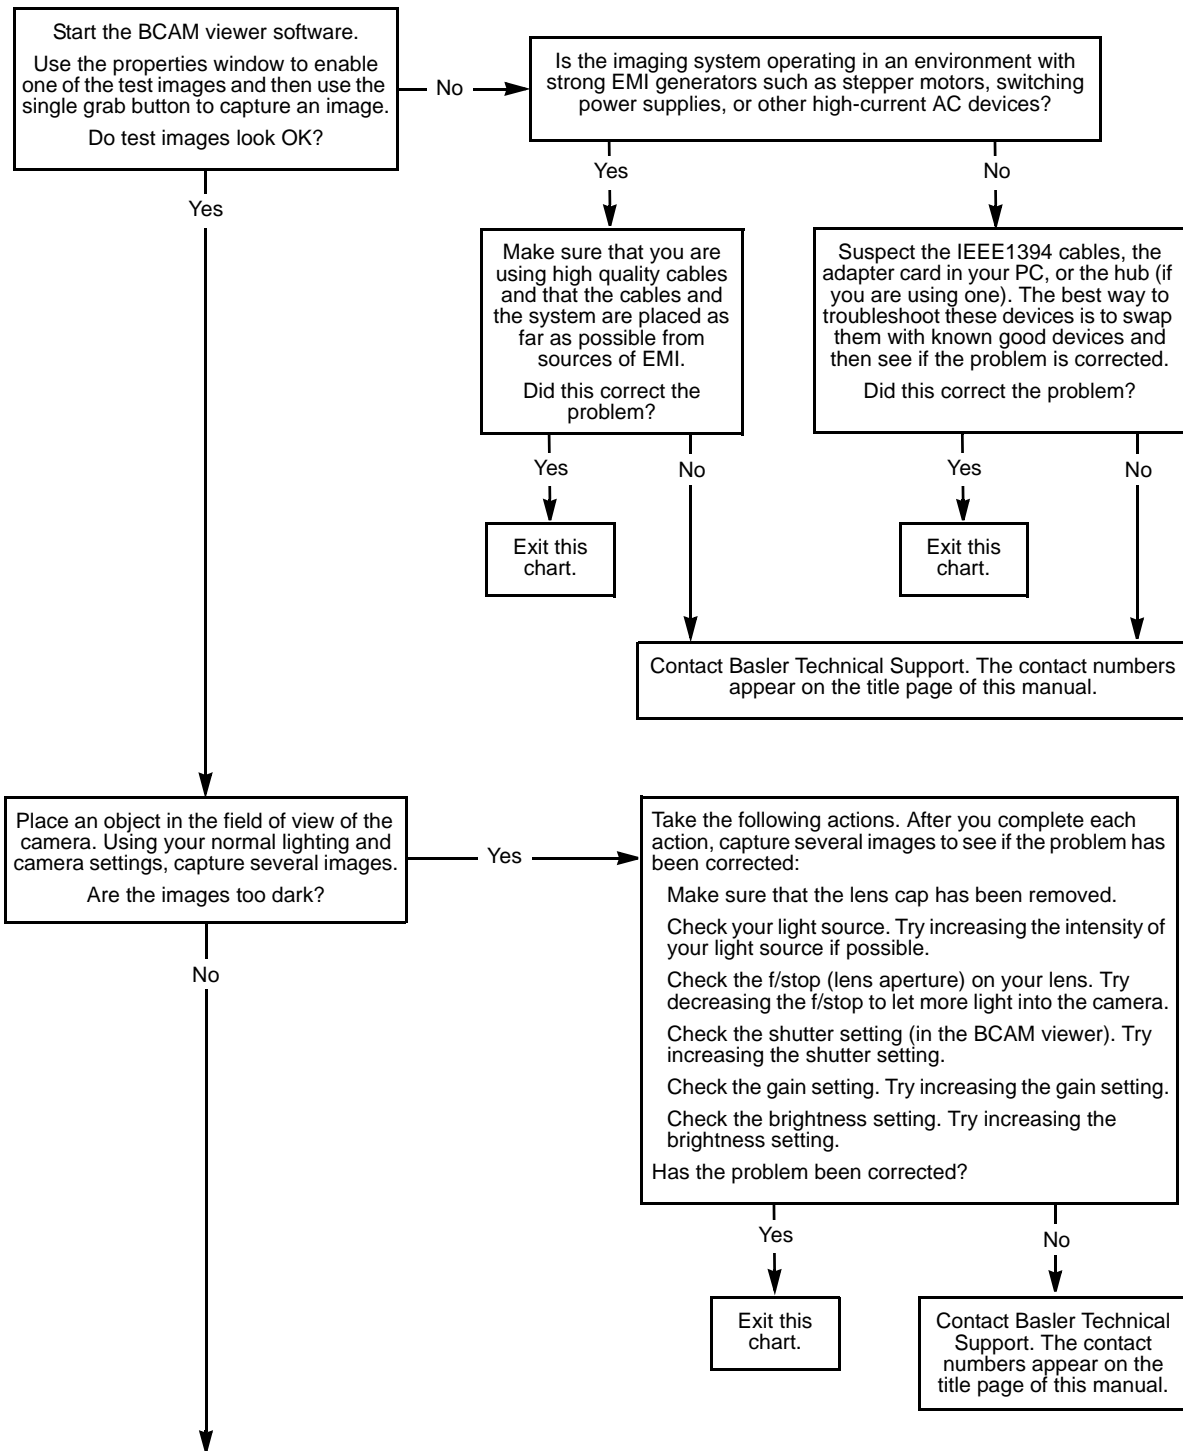 Start the BCAM viewer software.
Use the properties window to enable
one of the test images and then use the
single grab button to capture an image.
Do test images look OK?
No
Is the imaging system operating in an environment with
strong EMI generators such as stepper motors, switching
power supplies, or other high-current AC devices?
Yes
Yes
No
Make sure that you are
using high quality cables
and that the cables and
the system are placed as
far as possible from
sources of EMI.
Did this correct the
problem?
Suspect the IEEE1394 cables, the
adapter card in your PC, or the hub (if
you are using one). The best way to
troubleshoot these devices is to swap
them with known good devices and
then see if the problem is corrected.
Did this correct the problem?
Yes
No
Yes
No
Exit this
chart.
Exit this
chart.
Contact Basler Technical Support. The contact numbers
appear on the title page of this manual.
Place an object in the field of view of the
camera. Using your normal lighting and
camera settings, capture several images.
Are the images too dark?
Yes
No
Take the following actions. After you complete each
action, capture several images to see if the problem has
been corrected:
Make sure that the lens cap has been removed.
Check your light source. Try increasing the intensity of
your light source if possible.
Check the f/stop (lens aperture) on your lens. Try
decreasing the f/stop to let more light into the camera.
Check the shutter setting (in the BCAM viewer). Try
increasing the shutter setting.
Check the gain setting. Try increasing the gain setting.
Check the brightness setting. Try increasing the
brightness setting.
Has the problem been corrected?
Yes
No
Exit this
chart.
Contact Basler Technical
Support. The contact
numbers appear on the
title page of this manual.